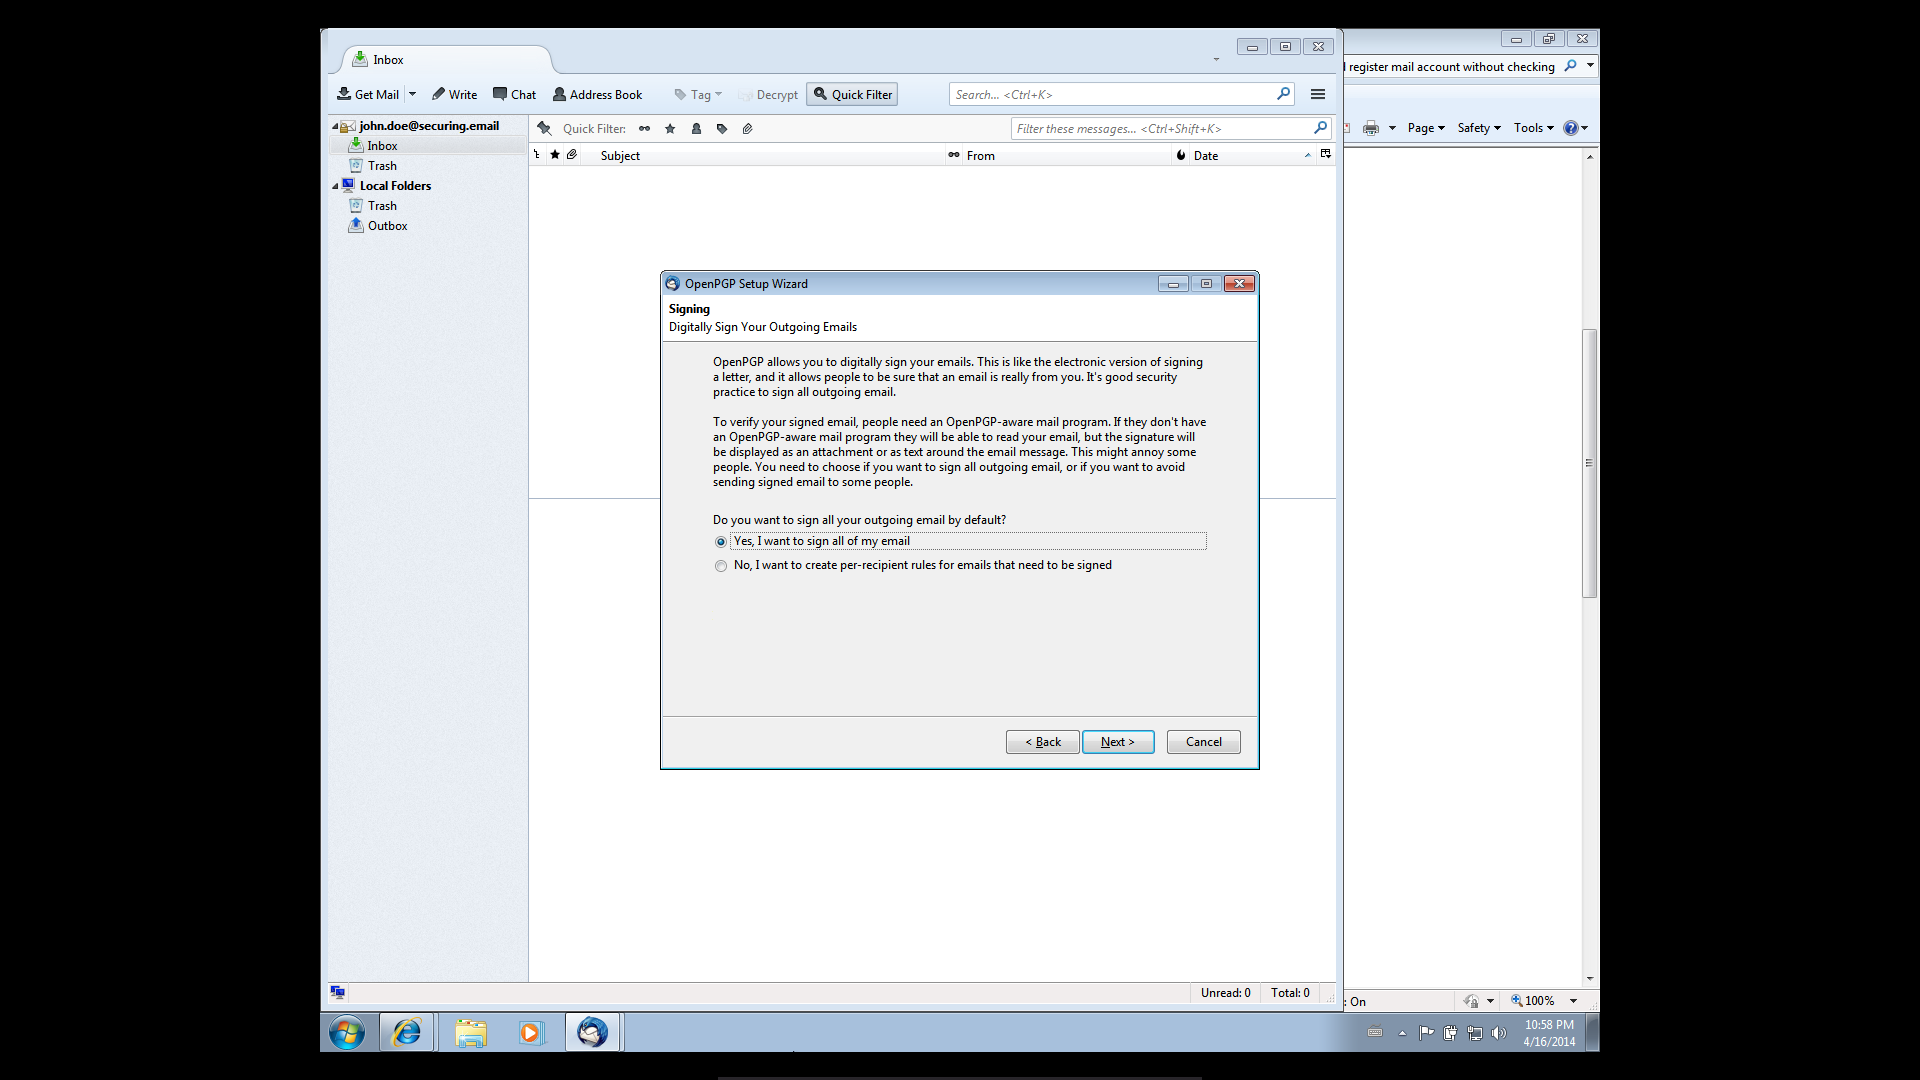 Inbox
register mail account without checking
Get Mail
Write
Chat
Address Book
Tag
Decrypt
Quick Filter
Search... <Ctrl+K>
john.doe@securing.email
Quick Filter:
Filter these messages... <Ctrl+Shift+K>
Page
Safety
Tools
Inbox
Subject
From
Date
Trash
Local Folders
Trash
Outbox
OpenPGP Setup Wizard
Signing
Digitally Sign Your Outgoing Emails
OpenPGP allows you to digitally sign your emails. This is like the electronic version of signing
a letter, and it allows people to be sure that an email is really from you. It's good security
practice to sign all outgoing email.
To verify your signed email, people need an OpenPGP-aware mail program. If they don't have
an OpenPGP-aware mail program they will be able to read your email, but the signature will
be displayed as an attachment or as text around the email message. This might annoy some
people. You need to choose if you want to sign all outgoing email, or if you want to avoid
sending signed email to some people.
Do you want to sign all your outgoing email by default?
Yes, I want to sign all of my email
No, I want to create per-recipient rules for emails that need to be signed
< Back
Next >
Cancel
Unread: 0
Total: 0
: On
100%
10:58 PM
4/16/2014